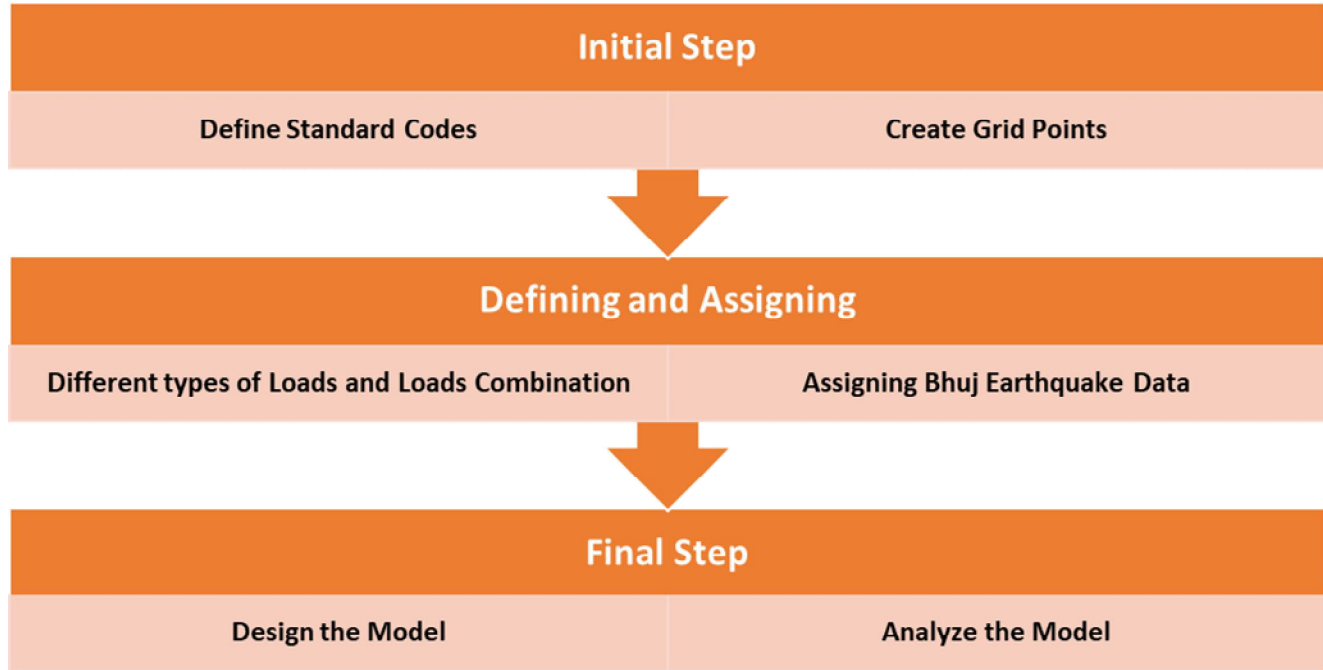 Initial Step
Define Standard Codes
Create Grid Points
Defining and Assigning
Different types of Loads and Loads Combination
Assigning Bhuj Earthquake Data
Final Step
Design the Model
Analyze the Model